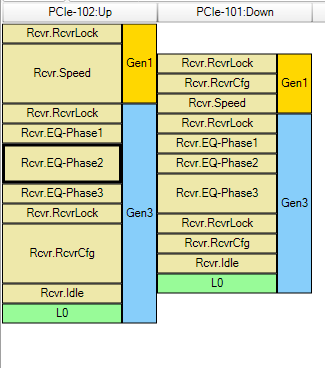 PCIe-102:Up
PCIe-101:Down
Rcvr.RcvrLock
Rcvr.Speed
Gen1
Rcvr.RcvrLock
Rcvr.EQ-Phase1
Rcvr.EQ-Phase2
Rcvr.EQ-Phase3
Rcvr.RcvrLock
Rcvr.RcvrCfg
Rcvr.Idle
L0
Gen3
Rcvr.RcvrLock
Rcvr.RcvrCfg
Rcvr.Speed
Gen1
Rcvr.RcvrLock
Rcvr.EQ-Phase1
Rcvr.EQ-Phase2
Rcvr.EQ-Phase3
Rcvr.RcvrLock
Rcvr.RcvrCfg
Rcvr.Idle
L0
Gen3